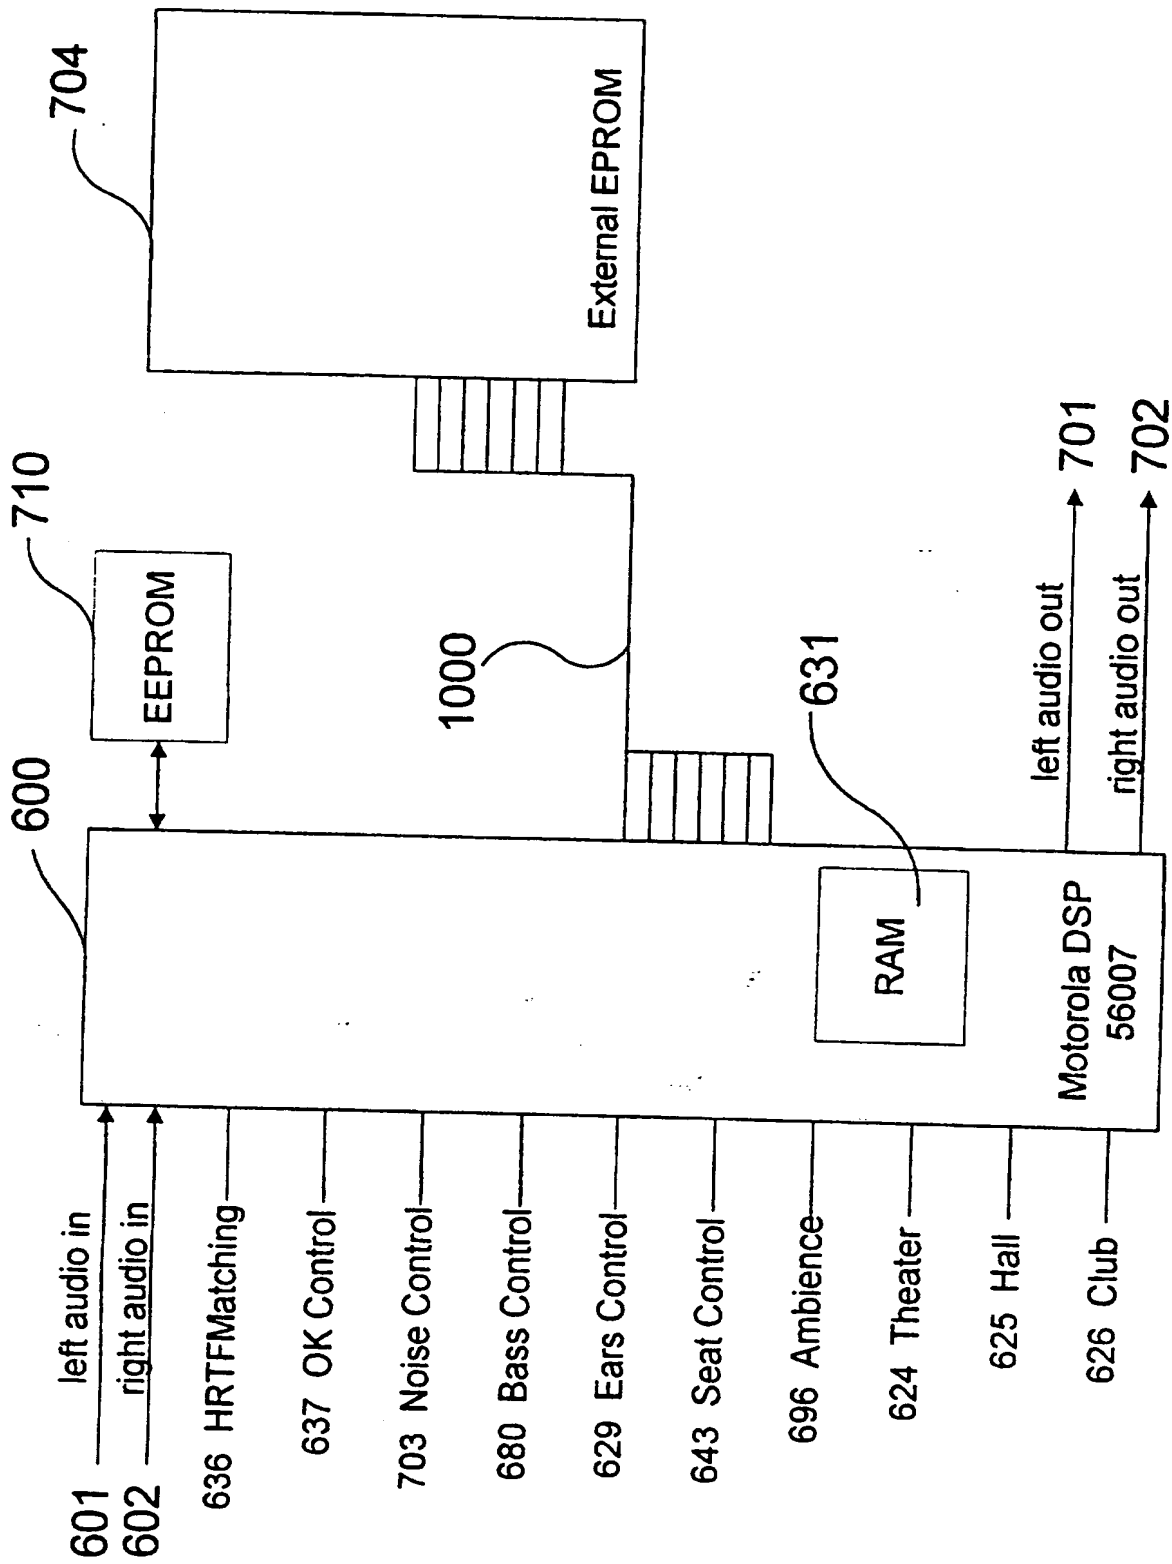 601
left audio in
602
right audio in
636 HRTFMatching
637 OK Control
703 Noise Control
680 Bass Control
629 Ears Control
643 Seat Control
696 Ambience
624 Theater
625 Hall
626 Club
600
RAM
631
Motorola DSP
56007
710
EEPROM
1000
704
External EPROM
left audio out
701
right audio out
702